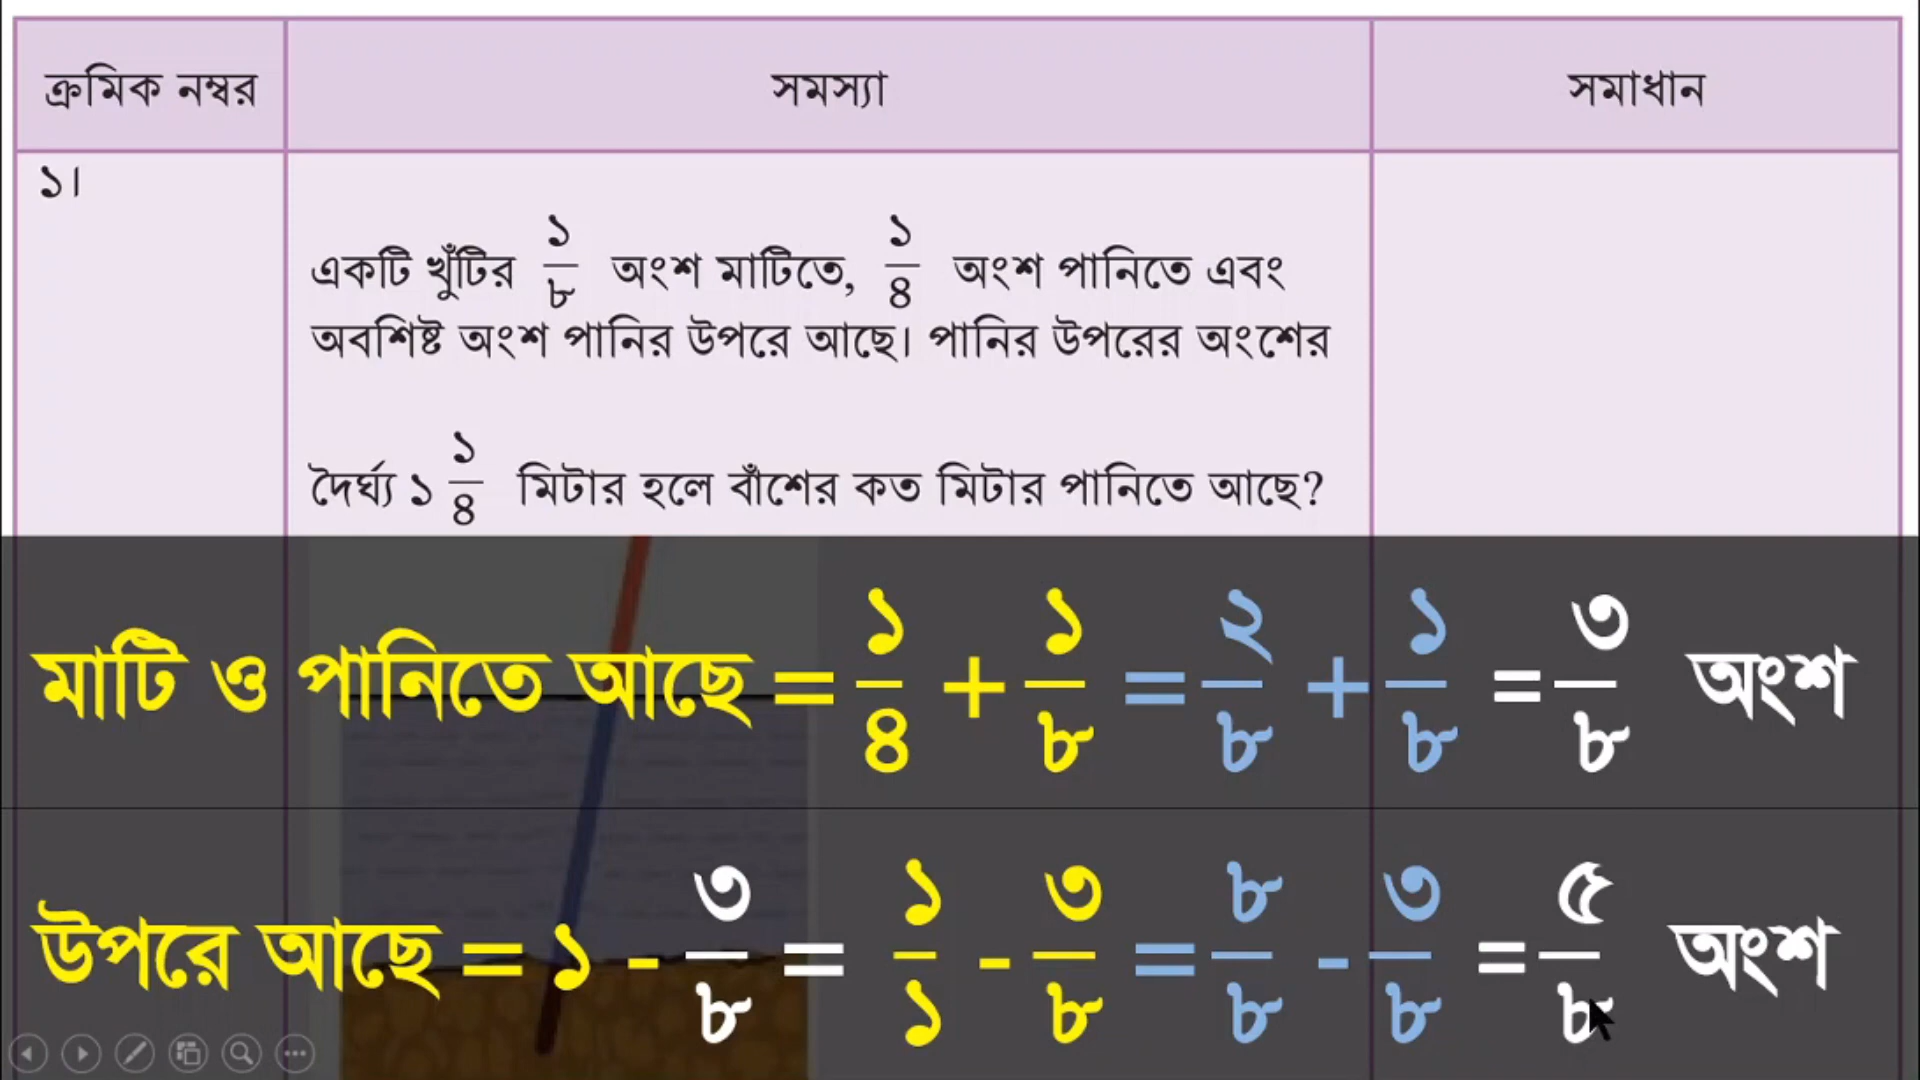 ক্রমিক নম্বর সমস্যা সমাধান
১।
একটি খুঁটির ১/৮ অংশ মাটিতে, ১/৪ অংশ পানিতে এবং
অবশিষ্ট অংশ পানির উপরে আছে। পানির উপরের অংশের
দৈর্ঘ্য ১ ১/৪ মিটার হলে বাঁশের কত মিটার পানিতে আছে?
মাটি ও পানিতে আছে = ১/৪ + ১/৮ = ২/৮ + ১/৮ = ৩/৮ অংশ
উপরে আছে = ১ - ৩/৮ = ১/১ - ৩/৮ = ৮/৮ - ৩/৮ = ৫/৮ অংশ